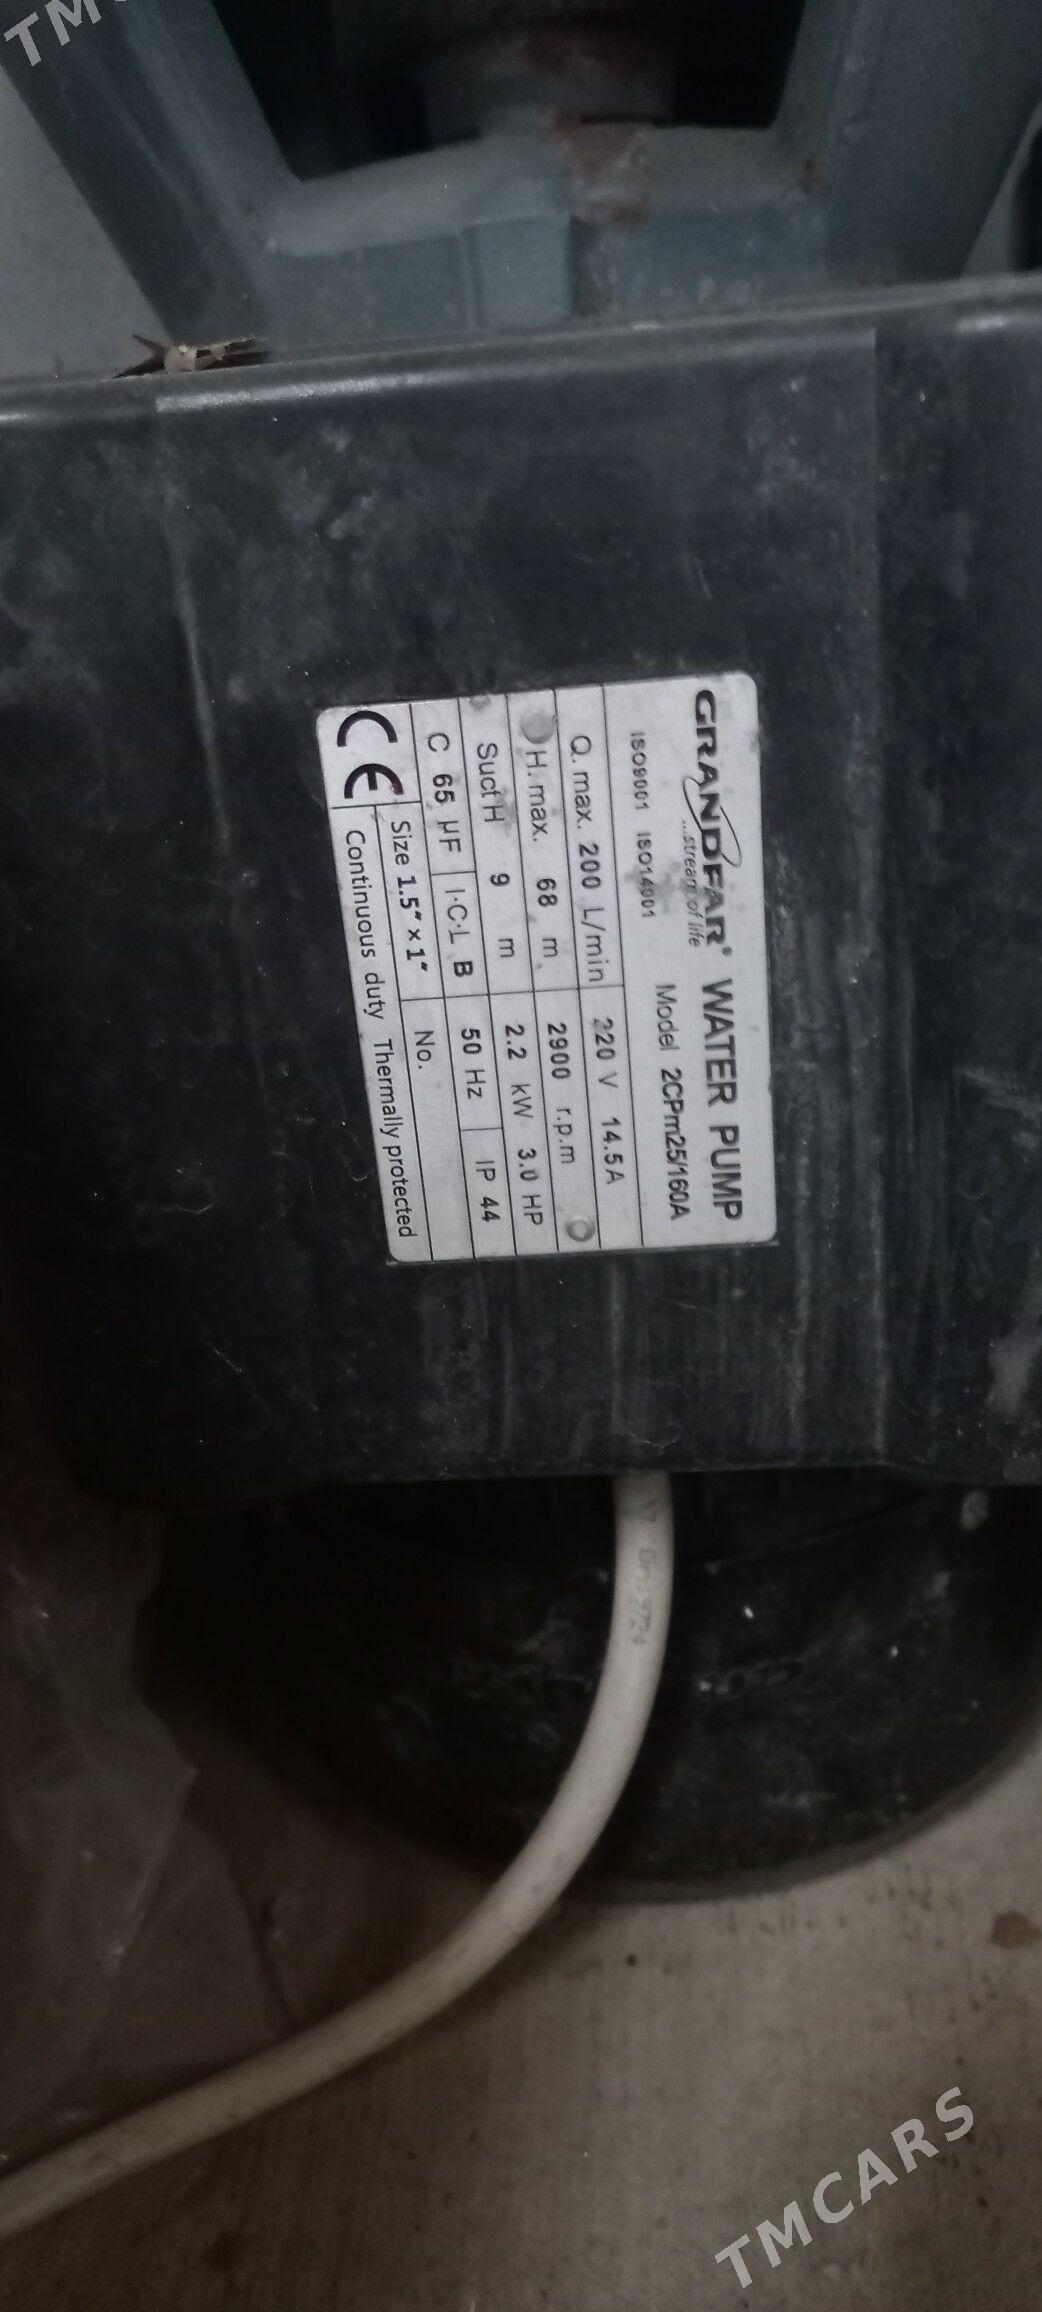 GRANDFAR® WATER PUMP
...stream of life
ISO9001 ISO14001 Model 2CPm25/160A
Q. max. 200 L/min 220 V 14.5 A
H. max. 68 m 2900 r.p.m
Suct H 9 m 2.2 kW 3.0 HP
C 65 μF I·C·L B 50 Hz IP 44
CE Size 1.5″×1″ No.
Continuous duty Thermally protected
TMCARS